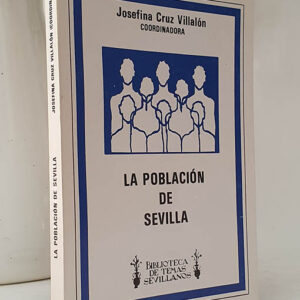 Josefina Cruz Villalón
COORDINADORA
LA POBLACIÓN
DE
SEVILLA
BIBLIOTECA
DE TEMAS
SEVILLANOS
LA POBLACIÓN DE SEVILLA
JOSEFINA CRUZ VILLALÓN (COORDIN